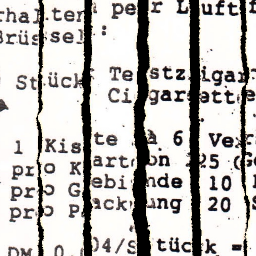 rhalten per Luftf
Brüssel:
Stück Testzigar
Cigarette
1 Kiste à 6 Ver
pro Karton 25 (G
pro Gebinde 10
pro Packung 20 S
DM 0.04/Stück =